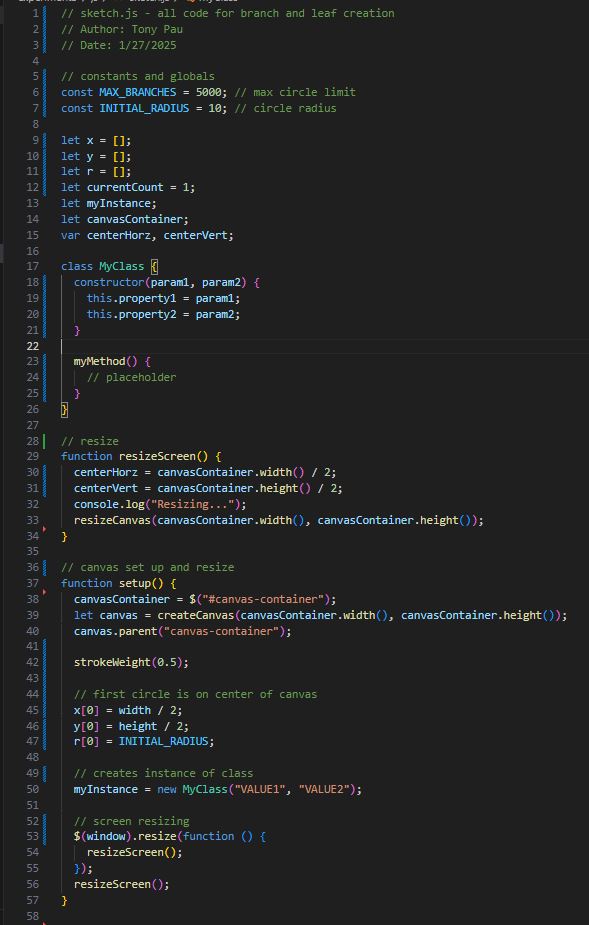 1 // sketch.js - all code for branch and leaf creation
2 // Author: Tony Pau
3 // Date: 1/27/2025
4
5 // constants and globals
6 const MAX_BRANCHES = 5000; // max circle limit
7 const INITIAL_RADIUS = 10; // circle radius
8
9 let x = [];
10 let y = [];
11 let r = [];
12 let currentCount = 1;
13 let myInstance;
14 let canvasContainer;
15 var centerHorz, centerVert;
16
17 class MyClass {
18   constructor(param1, param2) {
19     this.property1 = param1;
20     this.property2 = param2;
21   }
22
23   myMethod() {
24     // placeholder
25   }
26 }
27
28 // resize
29 function resizeScreen() {
30   centerHorz = canvasContainer.width() / 2;
31   centerVert = canvasContainer.height() / 2;
32   console.log("Resizing...");
33   resizeCanvas(canvasContainer.width(), canvasContainer.height());
34 }
35
36 // canvas set up and resize
37 function setup() {
38   canvasContainer = $("#canvas-container");
39   let canvas = createCanvas(canvasContainer.width(), canvasContainer.height());
40   canvas.parent("canvas-container");
41
42   strokeWeight(0.5);
43
44   // first circle is on center of canvas
45   x[0] = width / 2;
46   y[0] = height / 2;
47   r[0] = INITIAL_RADIUS;
48
49   // creates instance of class
50   myInstance = new MyClass("VALUE1", "VALUE2");
51
52   // screen resizing
53   $(window).resize(function () {
54     resizeScreen();
55   });
56   resizeScreen();
57 }
58